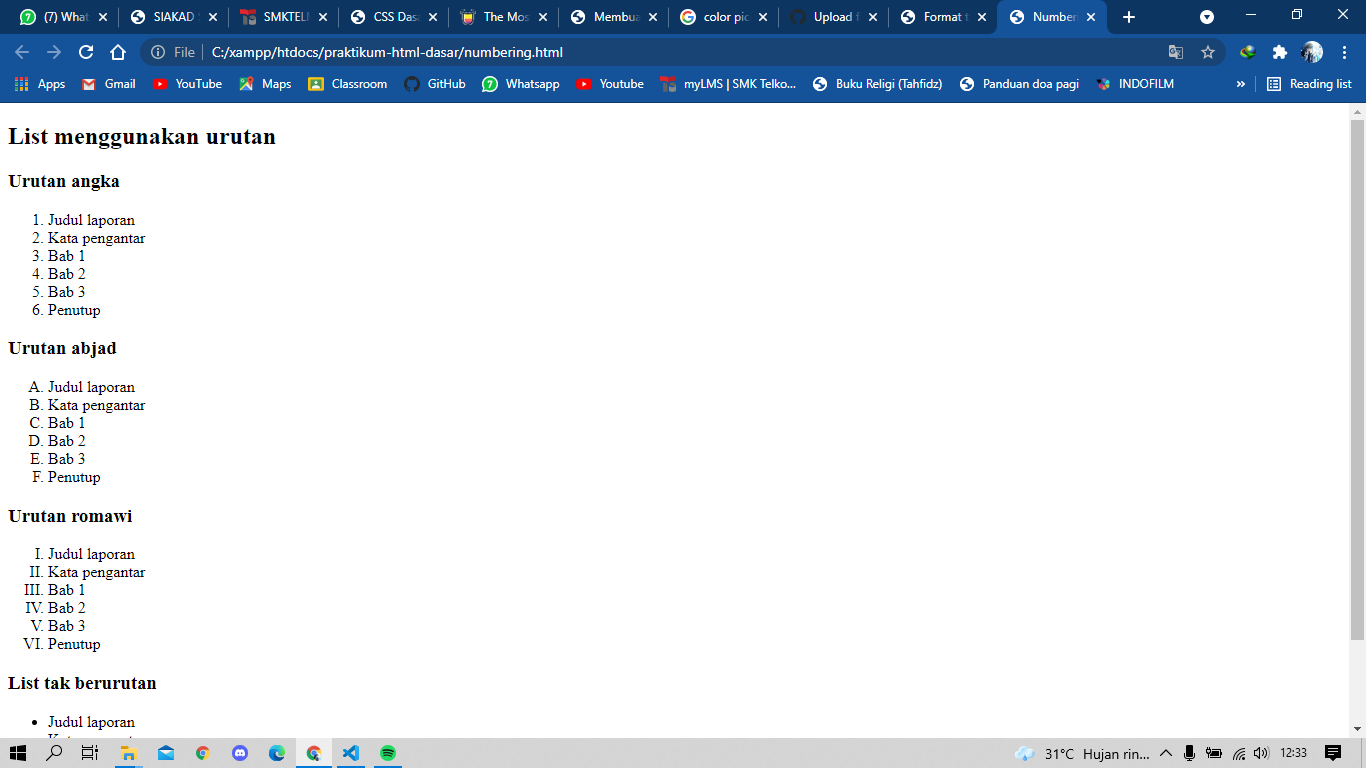 (7) What
SIAKAD
SMKTEL
CSS Das
The Mos
Membua
color pic
Upload f
Format t
Number
File
C:/xampp/htdocs/praktikum-html-dasar/numbering.html
Apps
Gmail
YouTube
Maps
Classroom
GitHub
Whatsapp
Youtube
myLMS | SMK Telko...
Buku Religi (Tahfidz)
Panduan doa pagi
INDOFILM
»
Reading list
List menggunakan urutan
Urutan angka
1. Judul laporan
2. Kata pengantar
3. Bab 1
4. Bab 2
5. Bab 3
6. Penutup
Urutan abjad
A. Judul laporan
B. Kata pengantar
C. Bab 1
D. Bab 2
E. Bab 3
F. Penutup
Urutan romawi
I. Judul laporan
II. Kata pengantar
III. Bab 1
IV. Bab 2
V. Bab 3
VI. Penutup
List tak berurutan
• Judul laporan
31°C Hujan rin...
12:33